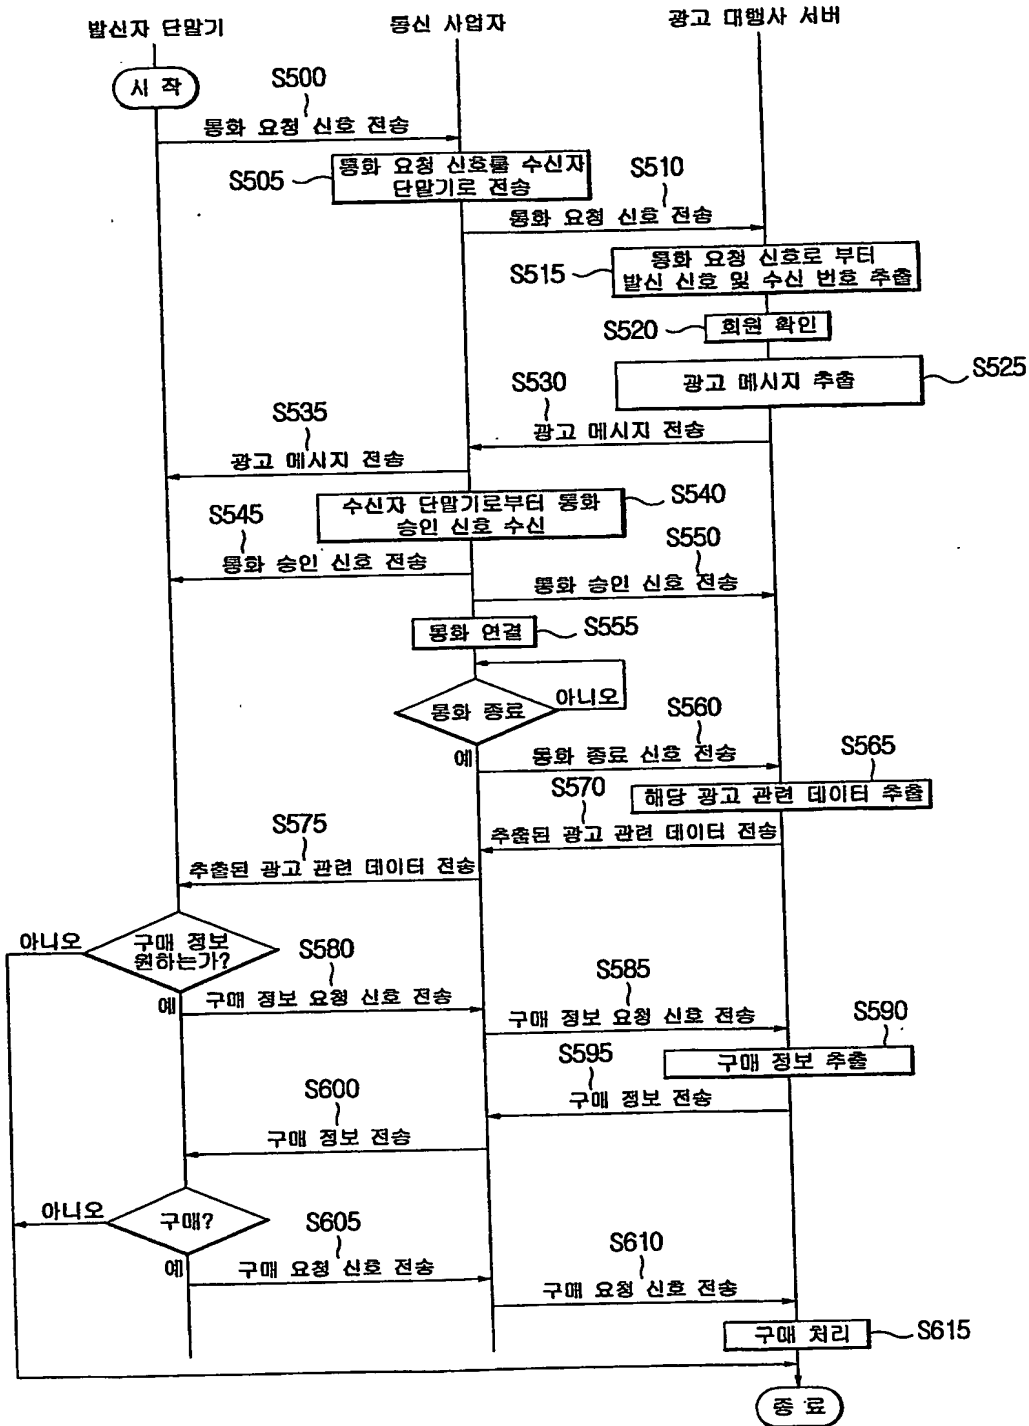 발신자 단말기
통신 사업자
광고 대행사 서버
시 작
S500
통화 요청 신호 전송
S505
통화 요청 신호를 수신자
단말기로 전송
S510
통화 요청 신호 전송
S515
통화 요청 신호로 부터
발신 신호 및 수신 번호 추출
S520
회원 확인
광고 메시지 추출
S525
S530
광고 메시지 전송
S535
광고 메시지 전송
수신자 단말기로부터 통화
승인 신호 수신
S540
S545
통화 승인 신호 전송
S550
통화 승인 신호 전송
통화 연결
S555
통화 종료
아니오
예
S560
통화 종료 신호 전송
S565
해당 광고 관련 데이터 추출
S570
추출된 광고 관련 데이터 전송
S575
추출된 광고 관련 데이터 전송
구매 정보
원하는가?
아니오
예
S580
구매 정보 요청 신호 전송
S585
구매 정보 요청 신호 전송
S590
구매 정보 추출
S595
구매 정보 전송
S600
구매 정보 전송
구매?
아니오
예
S605
구매 요청 신호 전송
S610
구매 요청 신호 전송
구매 처리
S615
종 료